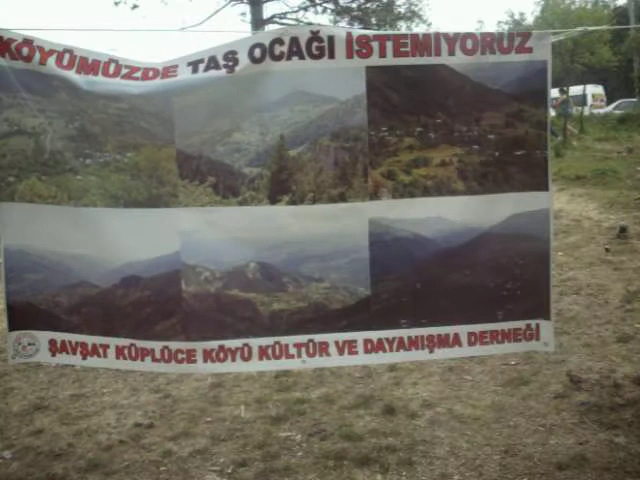 KÖYÜMÜZDE TAŞ OCAĞI İSTEMİYORUZ
ŞAVŞAT KÜPLÜCE KÖYÜ KÜLTÜR VE DAYANIŞMA DERNEĞİ